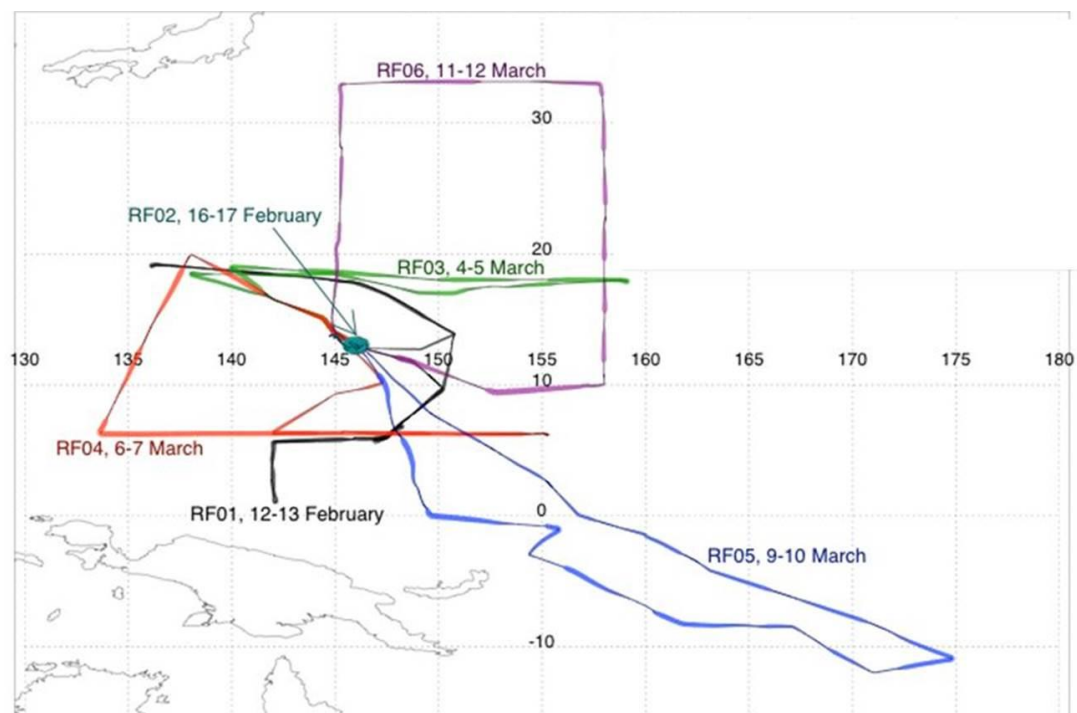 RF06, 11-12 March
30
RF02, 16-17 February
20
RF03, 4-5 March
130 135 140 145 150 155 160 165 170 175 180
10
RF04, 6-7 March
0
RF01, 12-13 February
RF05, 9-10 March
-10